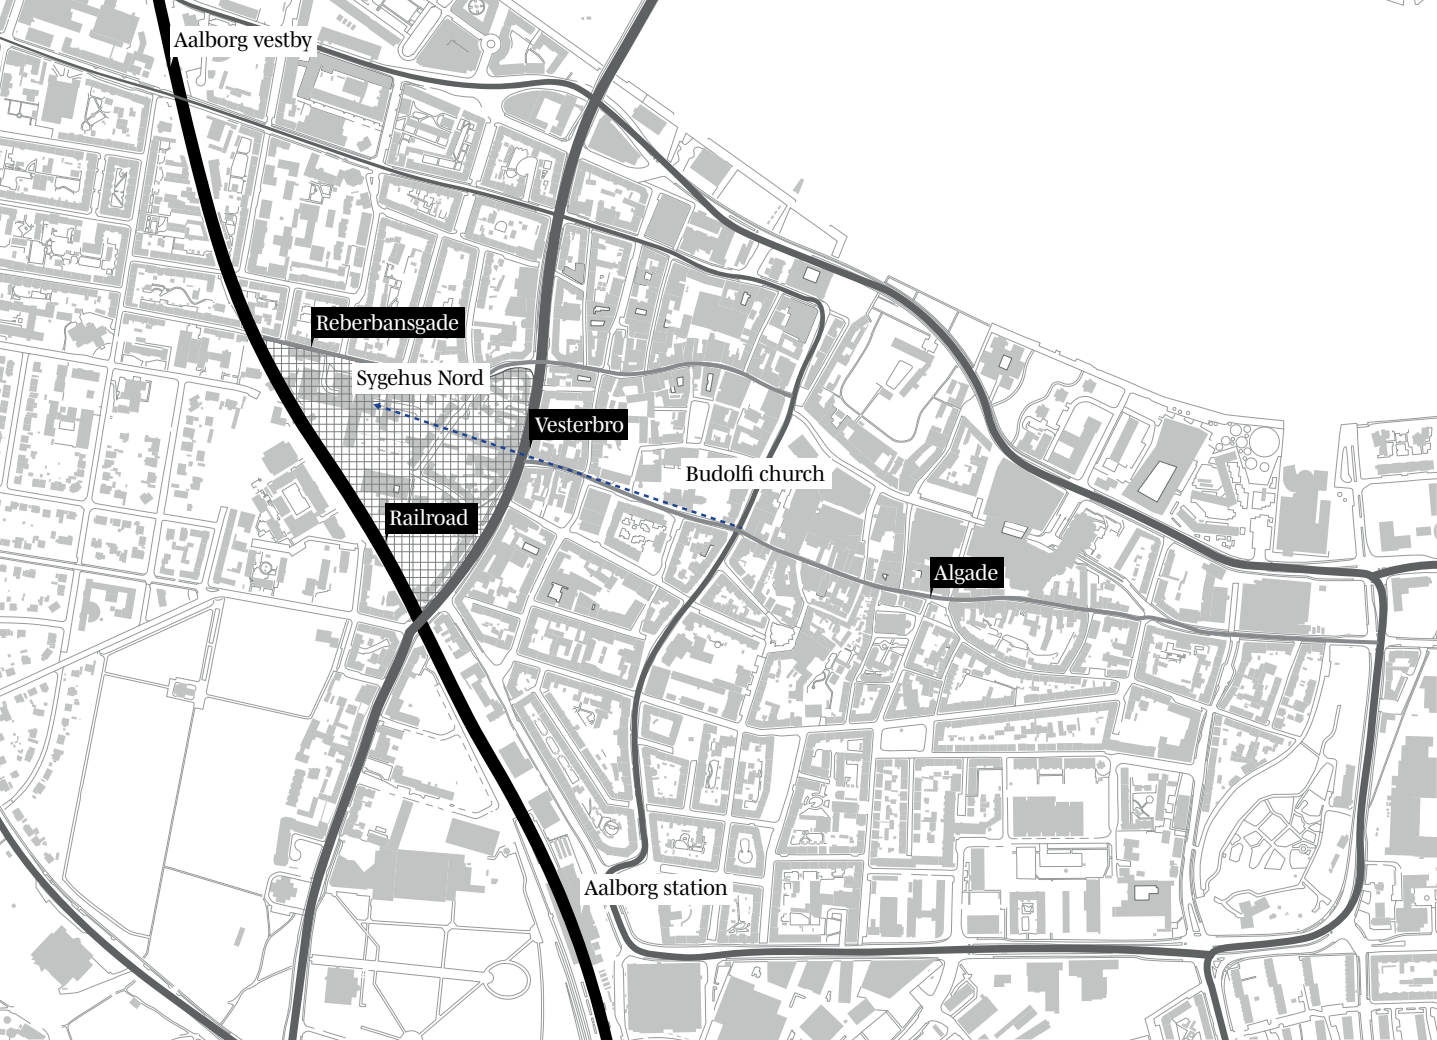 Aalborg vestby
Reberbansgade
Sygehus Nord
Vesterbro
Budolfi church
Railroad
Algade
Aalborg station